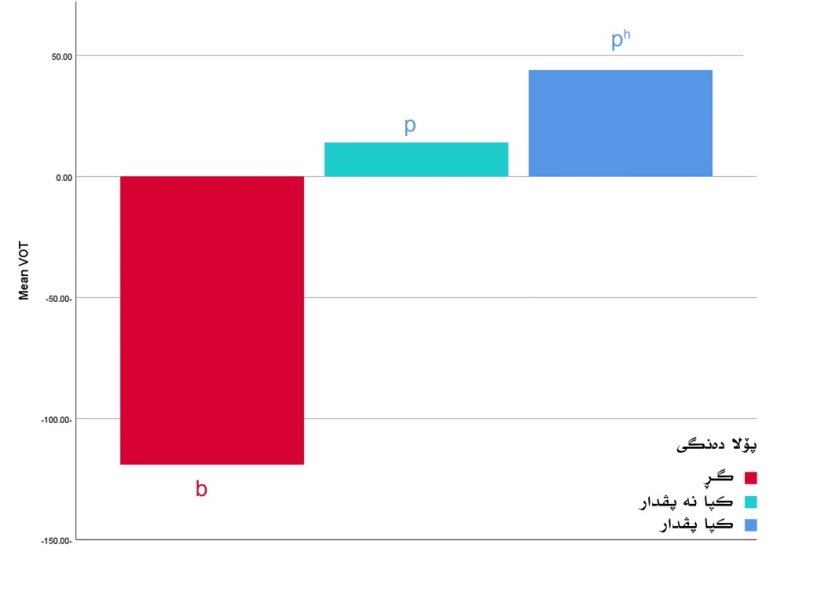 pʰ
50.00
p
0.00
Mean VOT
-50.00-
-100.00-
b
-150.00-
پۆلا دەنگی
گڕ
کپا نە پڤدار
کپا پڤدار